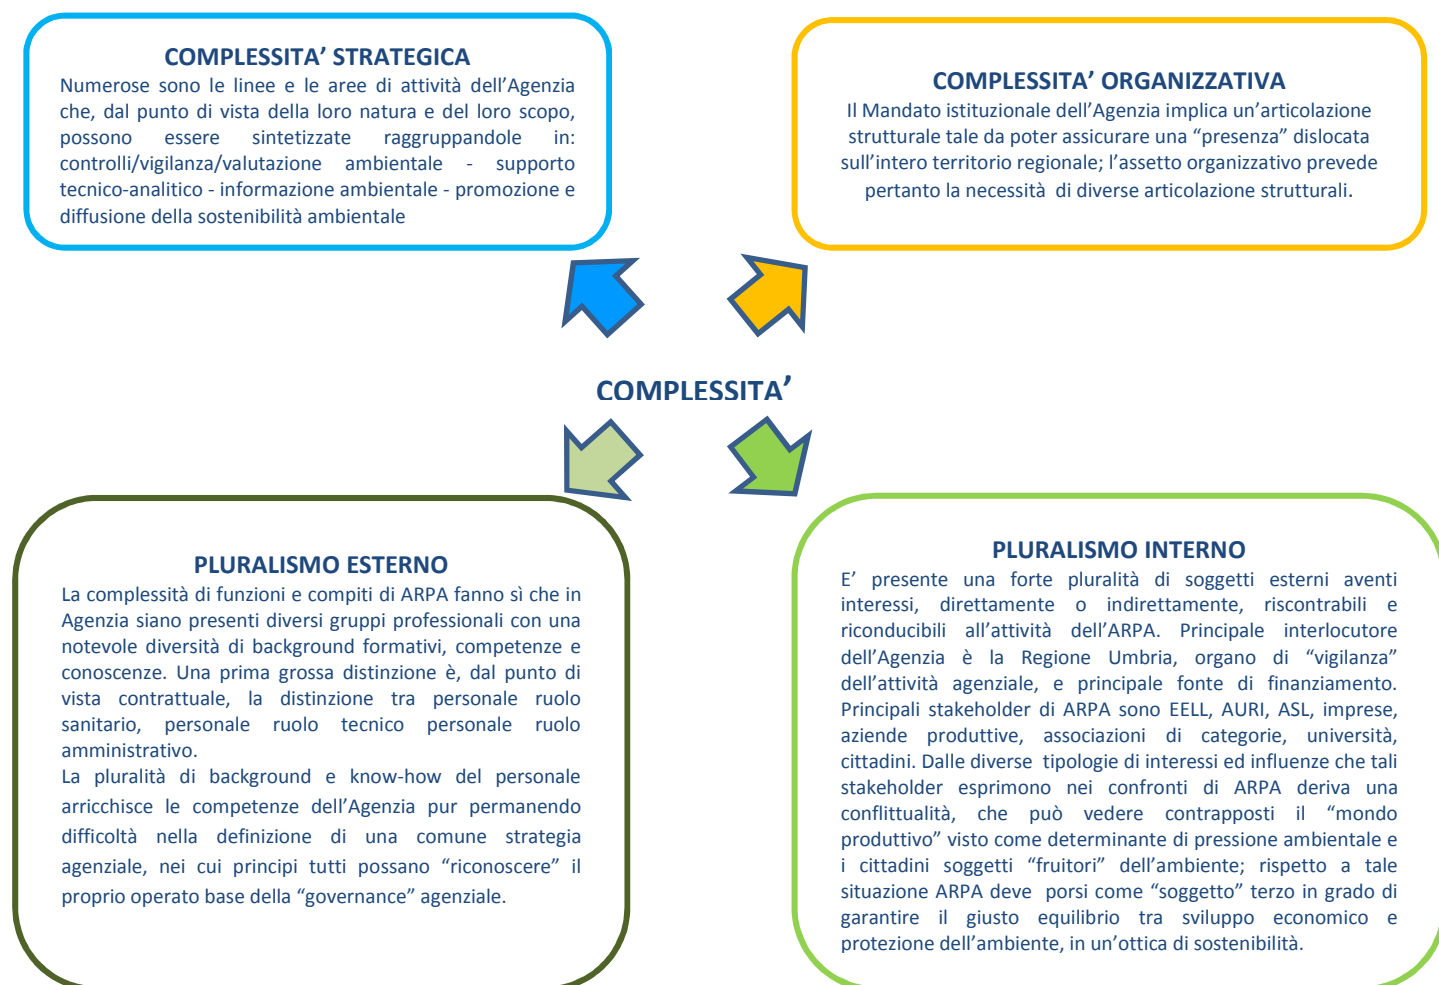 COMPLESSITA’ STRATEGICA
Numerose sono le linee e le aree di attività dell’Agenzia
che, dal punto di vista della loro natura e del loro scopo,
possono essere sintetizzate raggruppandole in:
controlli/vigilanza/valutazione ambientale - supporto
tecnico-analitico - informazione ambientale - promozione e
diffusione della sostenibilità ambientale
COMPLESSITA’ ORGANIZZATIVA
Il Mandato istituzionale dell’Agenzia implica un’articolazione
strutturale tale da poter assicurare una “presenza” dislocata
sull’intero territorio regionale; l’assetto organizzativo prevede
pertanto la necessità di diverse articolazione strutturali.
COMPLESSITA’
PLURALISMO ESTERNO
La complessità di funzioni e compiti di ARPA fanno sì che in
Agenzia siano presenti diversi gruppi professionali con una
notevole diversità di background formativi, competenze e
conoscenze. Una prima grossa distinzione è, dal punto di
vista contrattuale, la distinzione tra personale ruolo
sanitario, personale ruolo tecnico personale ruolo
amministrativo.
La pluralità di background e know-how del personale
arricchisce le competenze dell’Agenzia pur permanendo
difficoltà nella definizione di una comune strategia
agenziale, nei cui principi tutti possano “riconoscere” il
proprio operato base della “governance” agenziale.
PLURALISMO INTERNO
E’ presente una forte pluralità di soggetti esterni aventi
interessi, direttamente o indirettamente, riscontrabili e
riconducibili all’attività dell’ARPA. Principale interlocutore
dell’Agenzia è la Regione Umbria, organo di “vigilanza”
dell’attività agenziale, e principale fonte di finanziamento.
Principali stakeholder di ARPA sono EELL, AURI, ASL, imprese,
aziende produttive, associazioni di categorie, università,
cittadini. Dalle diverse tipologie di interessi ed influenze che tali
stakeholder esprimono nei confronti di ARPA deriva una
conflittualità, che può vedere contrapposti il “mondo
produttivo” visto come determinante di pressione ambientale e
i cittadini soggetti “fruitori” dell’ambiente; rispetto a tale
situazione ARPA deve porsi come “soggetto” terzo in grado di
garantire il giusto equilibrio tra sviluppo economico e
protezione dell’ambiente, in un’ottica di sostenibilità.